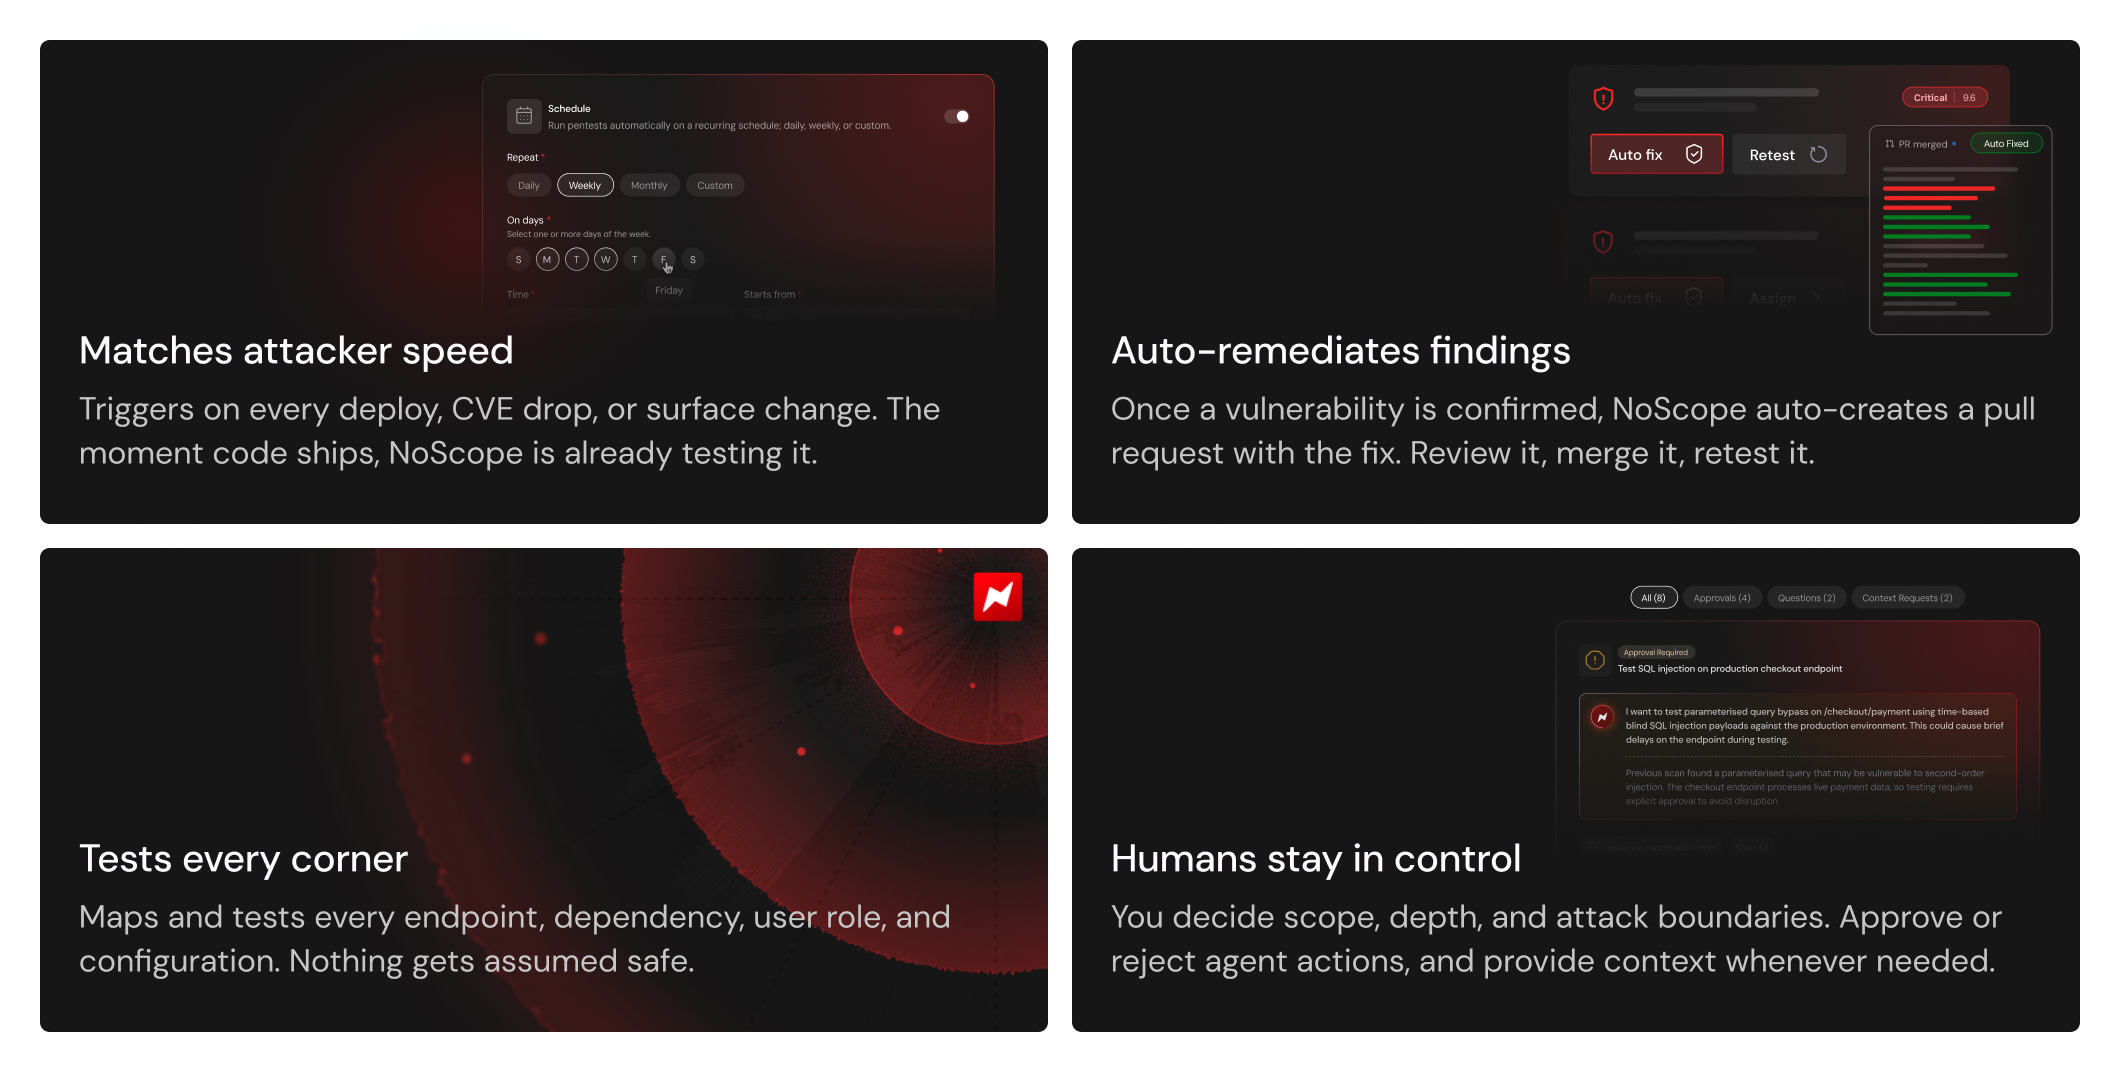 Schedule
Run pentests automatically on a recurring schedule; daily, weekly, or custom.
Repeat *
Daily Weekly Monthly Custom
On days *
Select one or more days of the week.
S M T W T F S
Friday
Time * Starts from *
Matches attacker speed
Triggers on every deploy, CVE drop, or surface change. The
moment code ships, NoScope is already testing it.
Critical 9.6
Auto fix Retest
PR merged Auto Fixed
Auto fix Assign
Auto-remediates findings
Once a vulnerability is confirmed, NoScope auto-creates a pull
request with the fix. Review it, merge it, retest it.
Tests every corner
Maps and tests every endpoint, dependency, user role, and
configuration. Nothing gets assumed safe.
All (8) Approvals (4) Questions (2) Context Requests (2)
Approval Required
Test SQL injection on production checkout endpoint
I want to test parameterised query bypass on /checkout/payment using time-based
blind SQL injection payloads against the production environment. This could cause brief
delays on the endpoint during testing.
Previous scan found a parameterised query that may be vulnerable to second-order
injection. The checkout endpoint processes live payment data, so testing requires
explicit approval to avoid disruption.
Humans stay in control
You decide scope, depth, and attack boundaries. Approve or
reject agent actions, and provide context whenever needed.